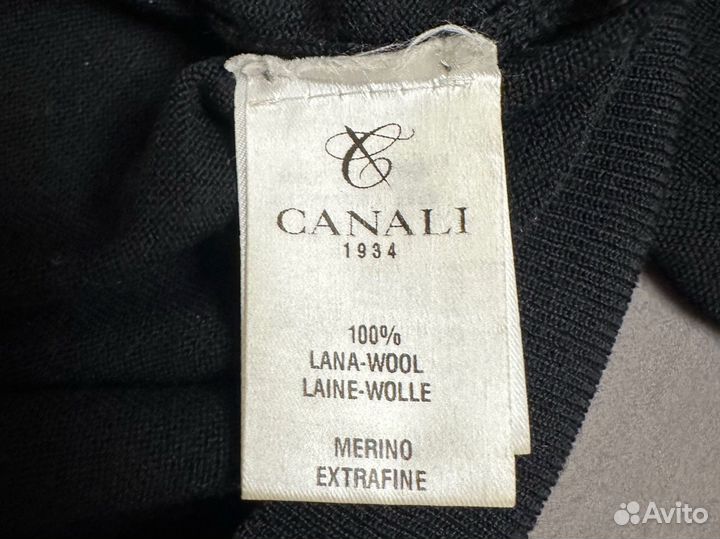 CANALI
1934
100%
LANA-WOOL
LAINE-WOLLE
MERINO
EXTRAFINE
Avito